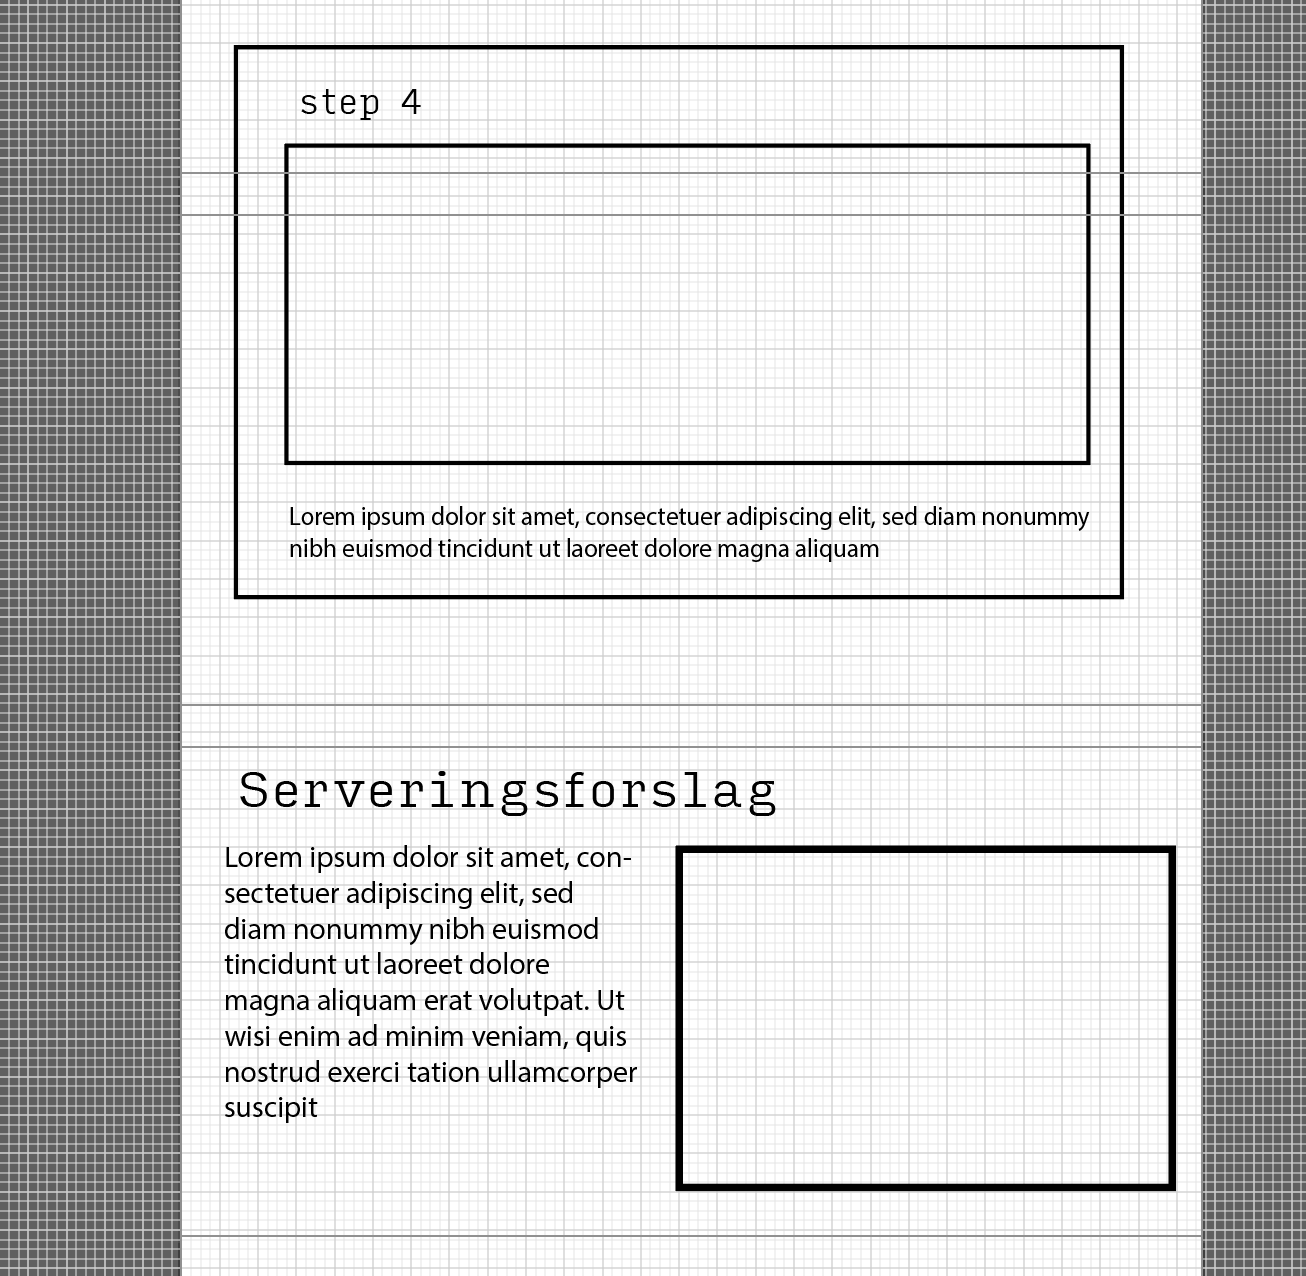 step 4
Lorem ipsum dolor sit amet, consectetuer adipiscing elit, sed diam nonummy
nibh euismod tincidunt ut laoreet dolore magna aliquam
Serveringsforslag
Lorem ipsum dolor sit amet, con-
sectetuer adipiscing elit, sed
diam nonummy nibh euismod
tincidunt ut laoreet dolore
magna aliquam erat volutpat. Ut
wisi enim ad minim veniam, quis
nostrud exerci tation ullamcorper
suscipit